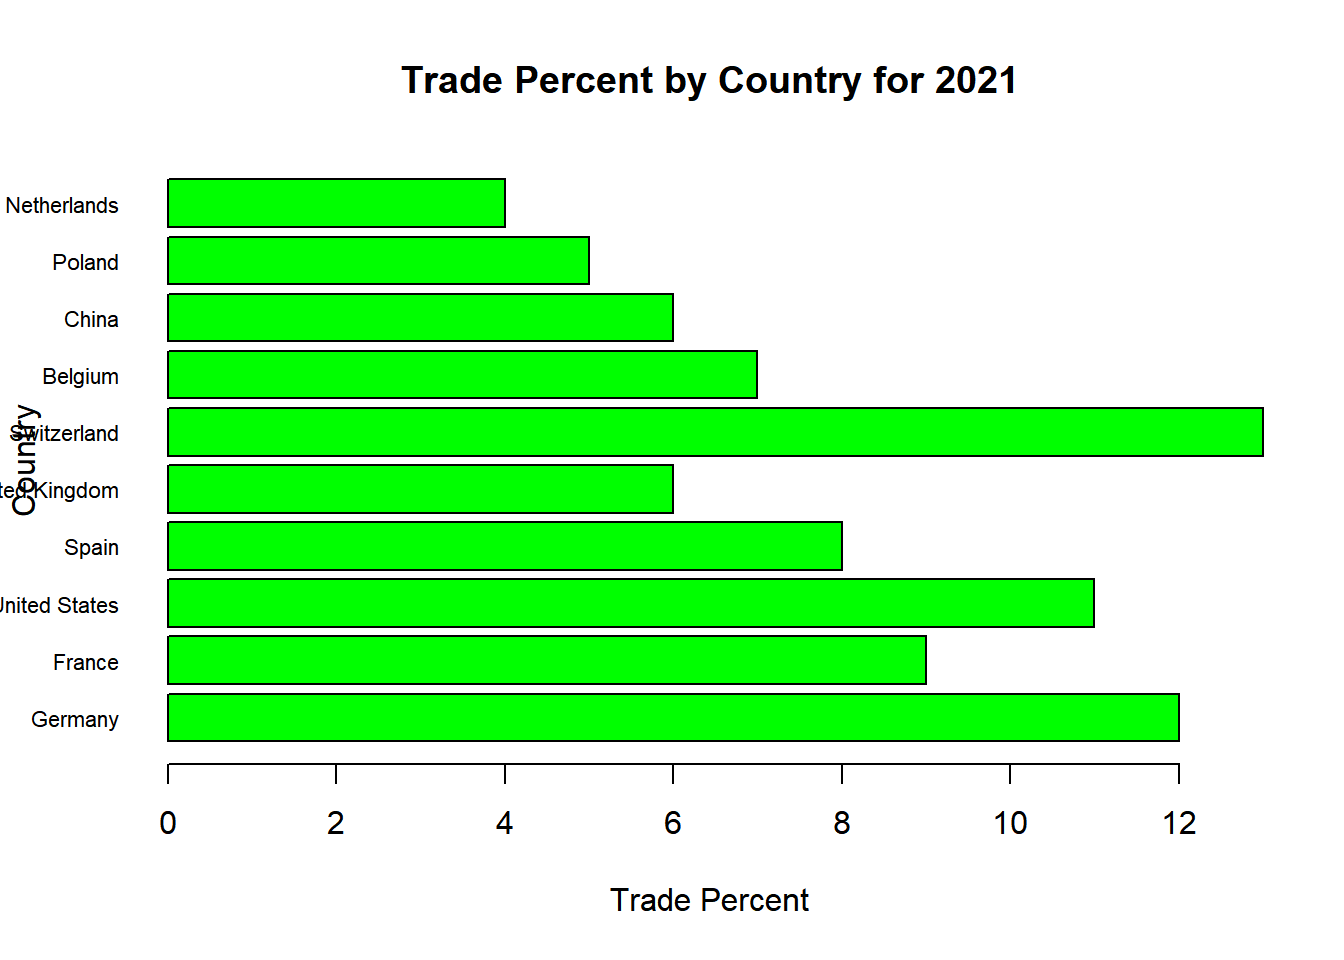 Trade Percent by Country for 2021
Netherlands
Poland
China
Belgium
Switzerland
Country
Kingdom
Spain
United States
France
Germany
0 2 4 6 8 10 12
Trade Percent